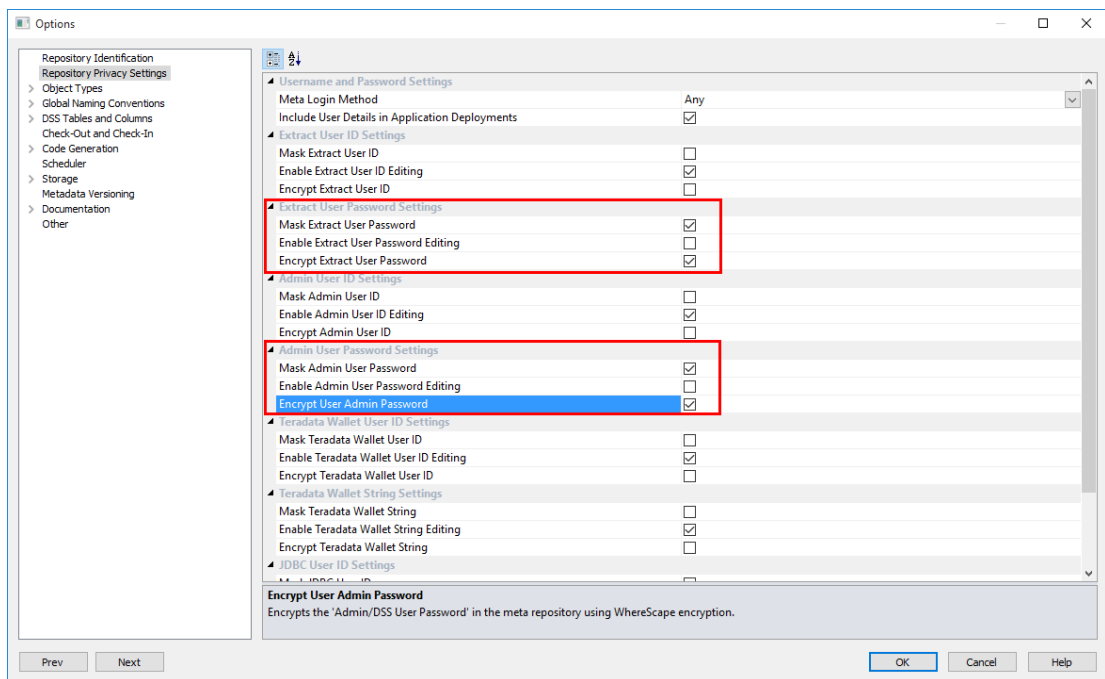 Options
Repository Identification
Repository Privacy Settings
Object Types
Global Naming Conventions
DSS Tables and Columns
Check-Out and Check-In
Code Generation
Scheduler
Storage
Metadata Versioning
Documentation
Other
Username and Password Settings
Meta Login Method Any
Include User Details in Application Deployments
Extract User ID Settings
Mask Extract User ID
Enable Extract User ID Editing
Encrypt Extract User ID
Extract User Password Settings
Mask Extract User Password
Enable Extract User Password Editing
Encrypt Extract User Password
Admin User ID Settings
Mask Admin User ID
Enable Admin User ID Editing
Encrypt Admin User ID
Admin User Password Settings
Mask Admin User Password
Enable Admin User Password Editing
Encrypt User Admin Password
Teradata Wallet User ID Settings
Mask Teradata Wallet User ID
Enable Teradata Wallet User ID Editing
Encrypt Teradata Wallet User ID
Teradata Wallet String Settings
Mask Teradata Wallet String
Enable Teradata Wallet String Editing
Encrypt Teradata Wallet String
JDBC User ID Settings
Encrypt User Admin Password
Encrypts the 'Admin/DSS User Password' in the meta repository using WhereScape encryption.
Prev Next OK Cancel Help